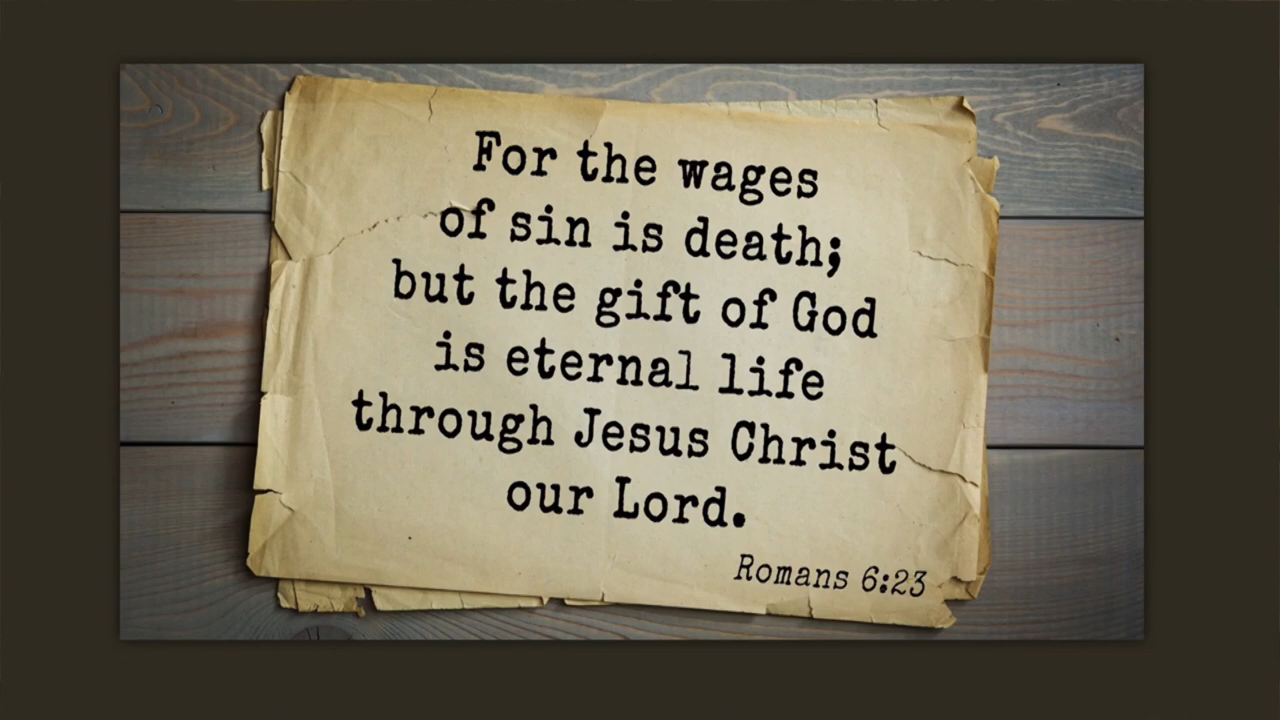 For the wages
of sin is death;
but the gift of God
is eternal life
through Jesus Christ
our Lord.
Romans 6:23